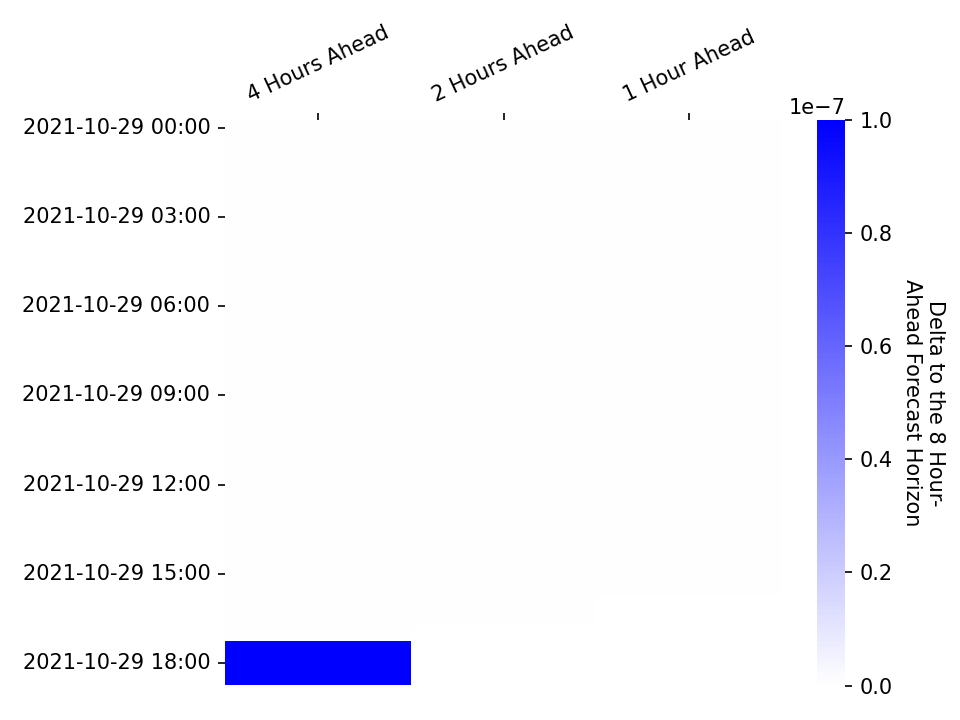 4 Hours Ahead
2 Hours Ahead
1 Hour Ahead
2021-10-29 00:00
2021-10-29 03:00
2021-10-29 06:00
2021-10-29 09:00
2021-10-29 12:00
2021-10-29 15:00
2021-10-29 18:00
1e−7
1.0
0.8
0.6
0.4
0.2
0.0
Delta to the 8 Hour-
Ahead Forecast Horizon